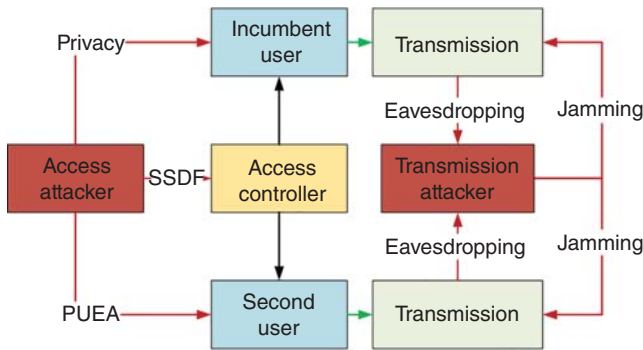 Privacy
Incumbent
user
Transmission
Eavesdropping
Jamming
Access
attacker
SSDF
Access
controller
Transmission
attacker
Eavesdropping
Jamming
PUEA
Second
user
Transmission